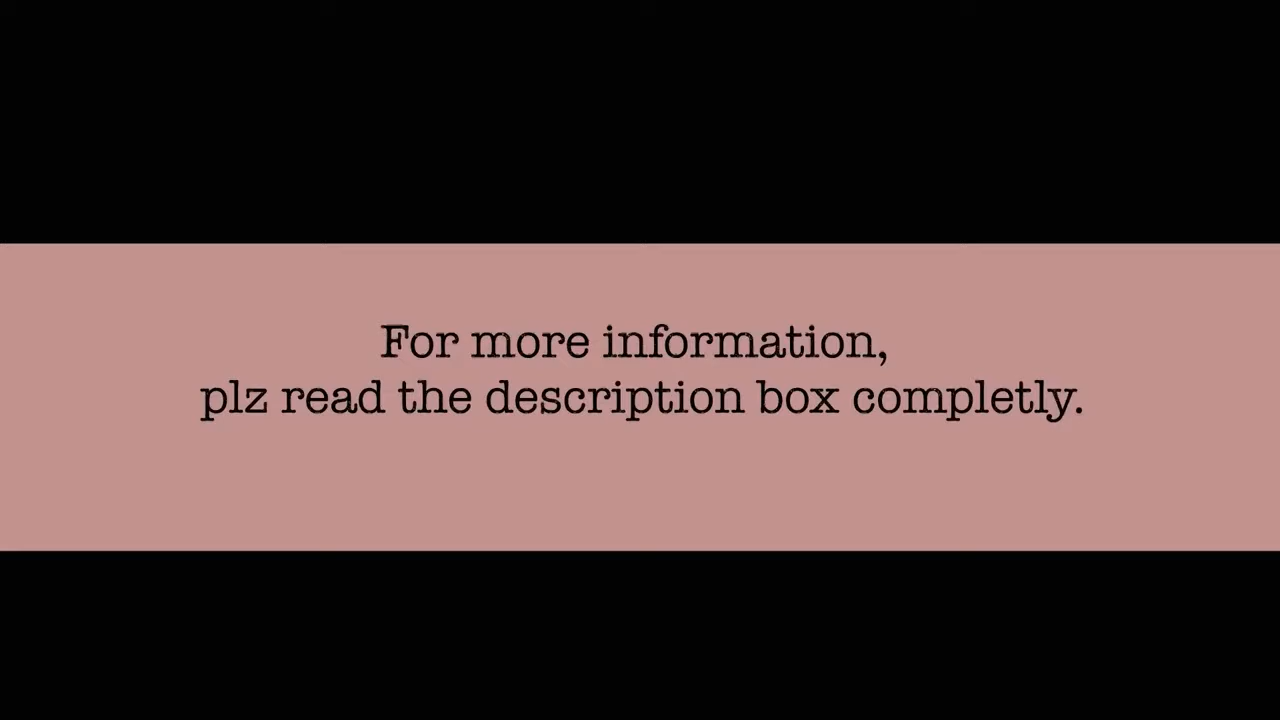 For more information,
plz read the description box completly.